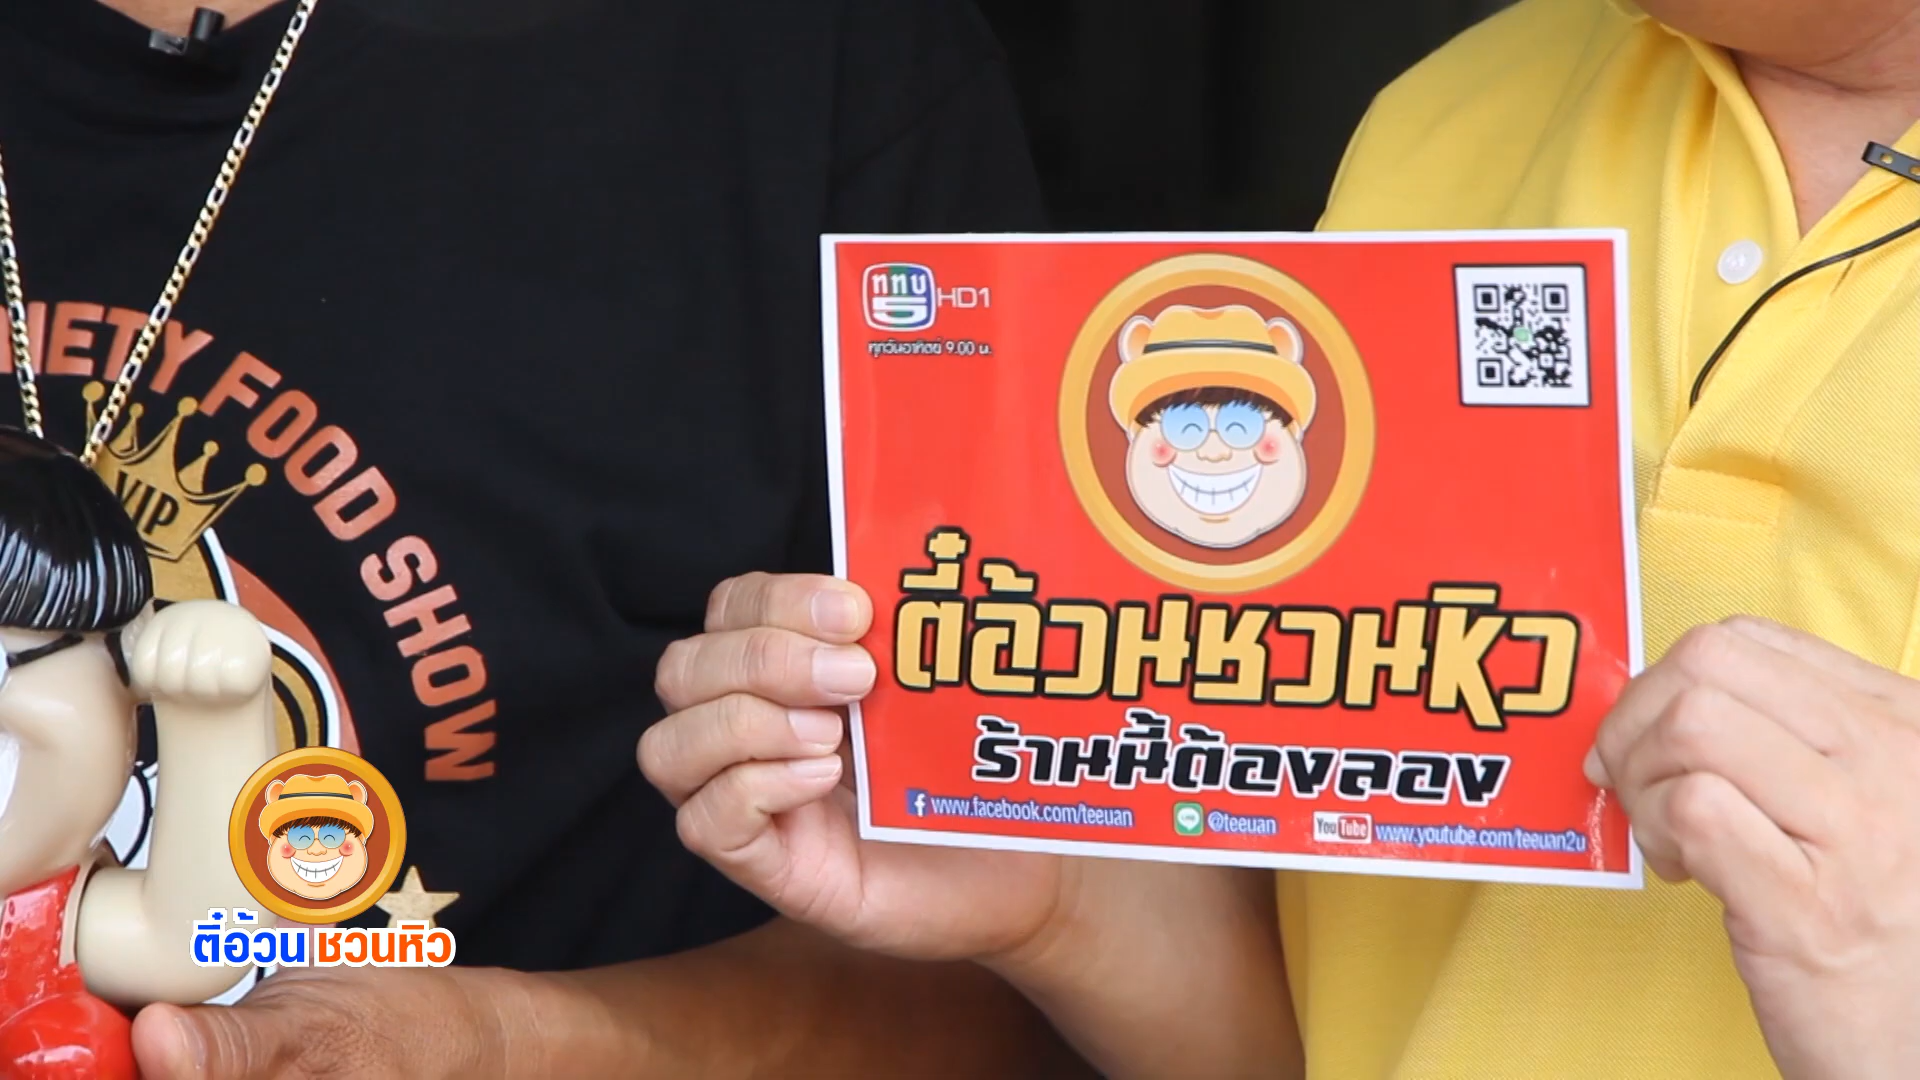 FOOD SHOW
VIP
ททบ
5
HD1
ทุกวันอาทิตย์ 9.00 น.
ตี๋อ้วนชวนหิว
ร้านนี้ต้องลอง
www.facebook.com/teeuan
LINE
@teeuan
YouTube
www.youtube.com/teeuan2u
ตี๋อ้วน ชวนหิว